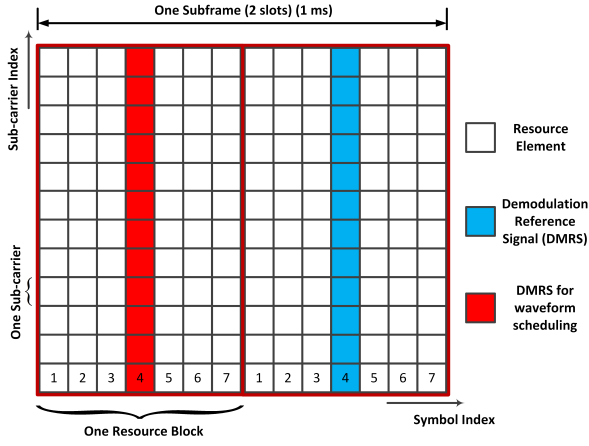 One Subframe (2 slots) (1 ms)
Sub-carrier Index
One Sub-carrier
1 2 3 4 5 6 7 1 2 3 4 5 6 7
One Resource Block
Symbol Index
Resource
Element
Demodulation
Reference
Signal (DMRS)
DMRS for
waveform
scheduling